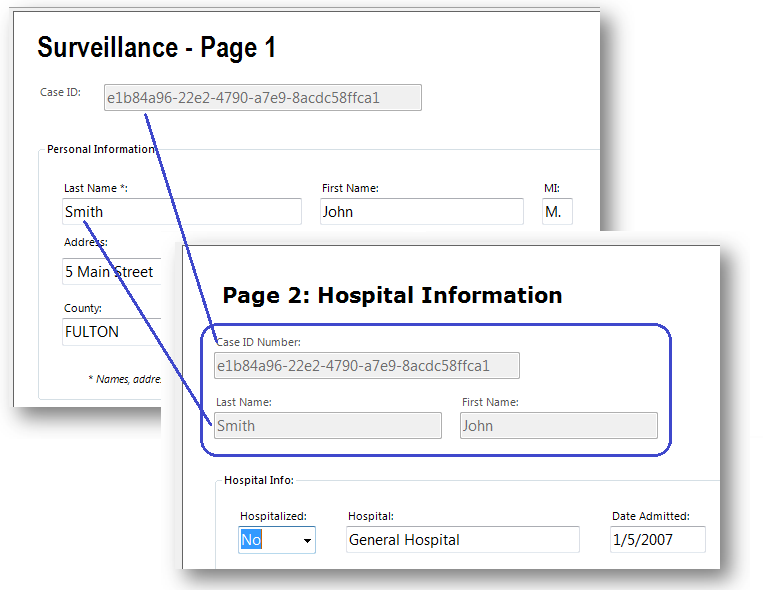 Surveillance - Page 1
Case ID: e1b84a96-22e2-4790-a7e9-8acdc58ffca1
Personal Information
Last Name *: First Name: MI:
Smith John M.
Address:
5 Main Street
County:
FULTON
* Names, addre
Page 2: Hospital Information
Case ID Number:
e1b84a96-22e2-4790-a7e9-8acdc58ffca1
Last Name: First Name:
Smith John
Hospital Info:
Hospitalized: Hospital: Date Admitted:
No General Hospital 1/5/2007